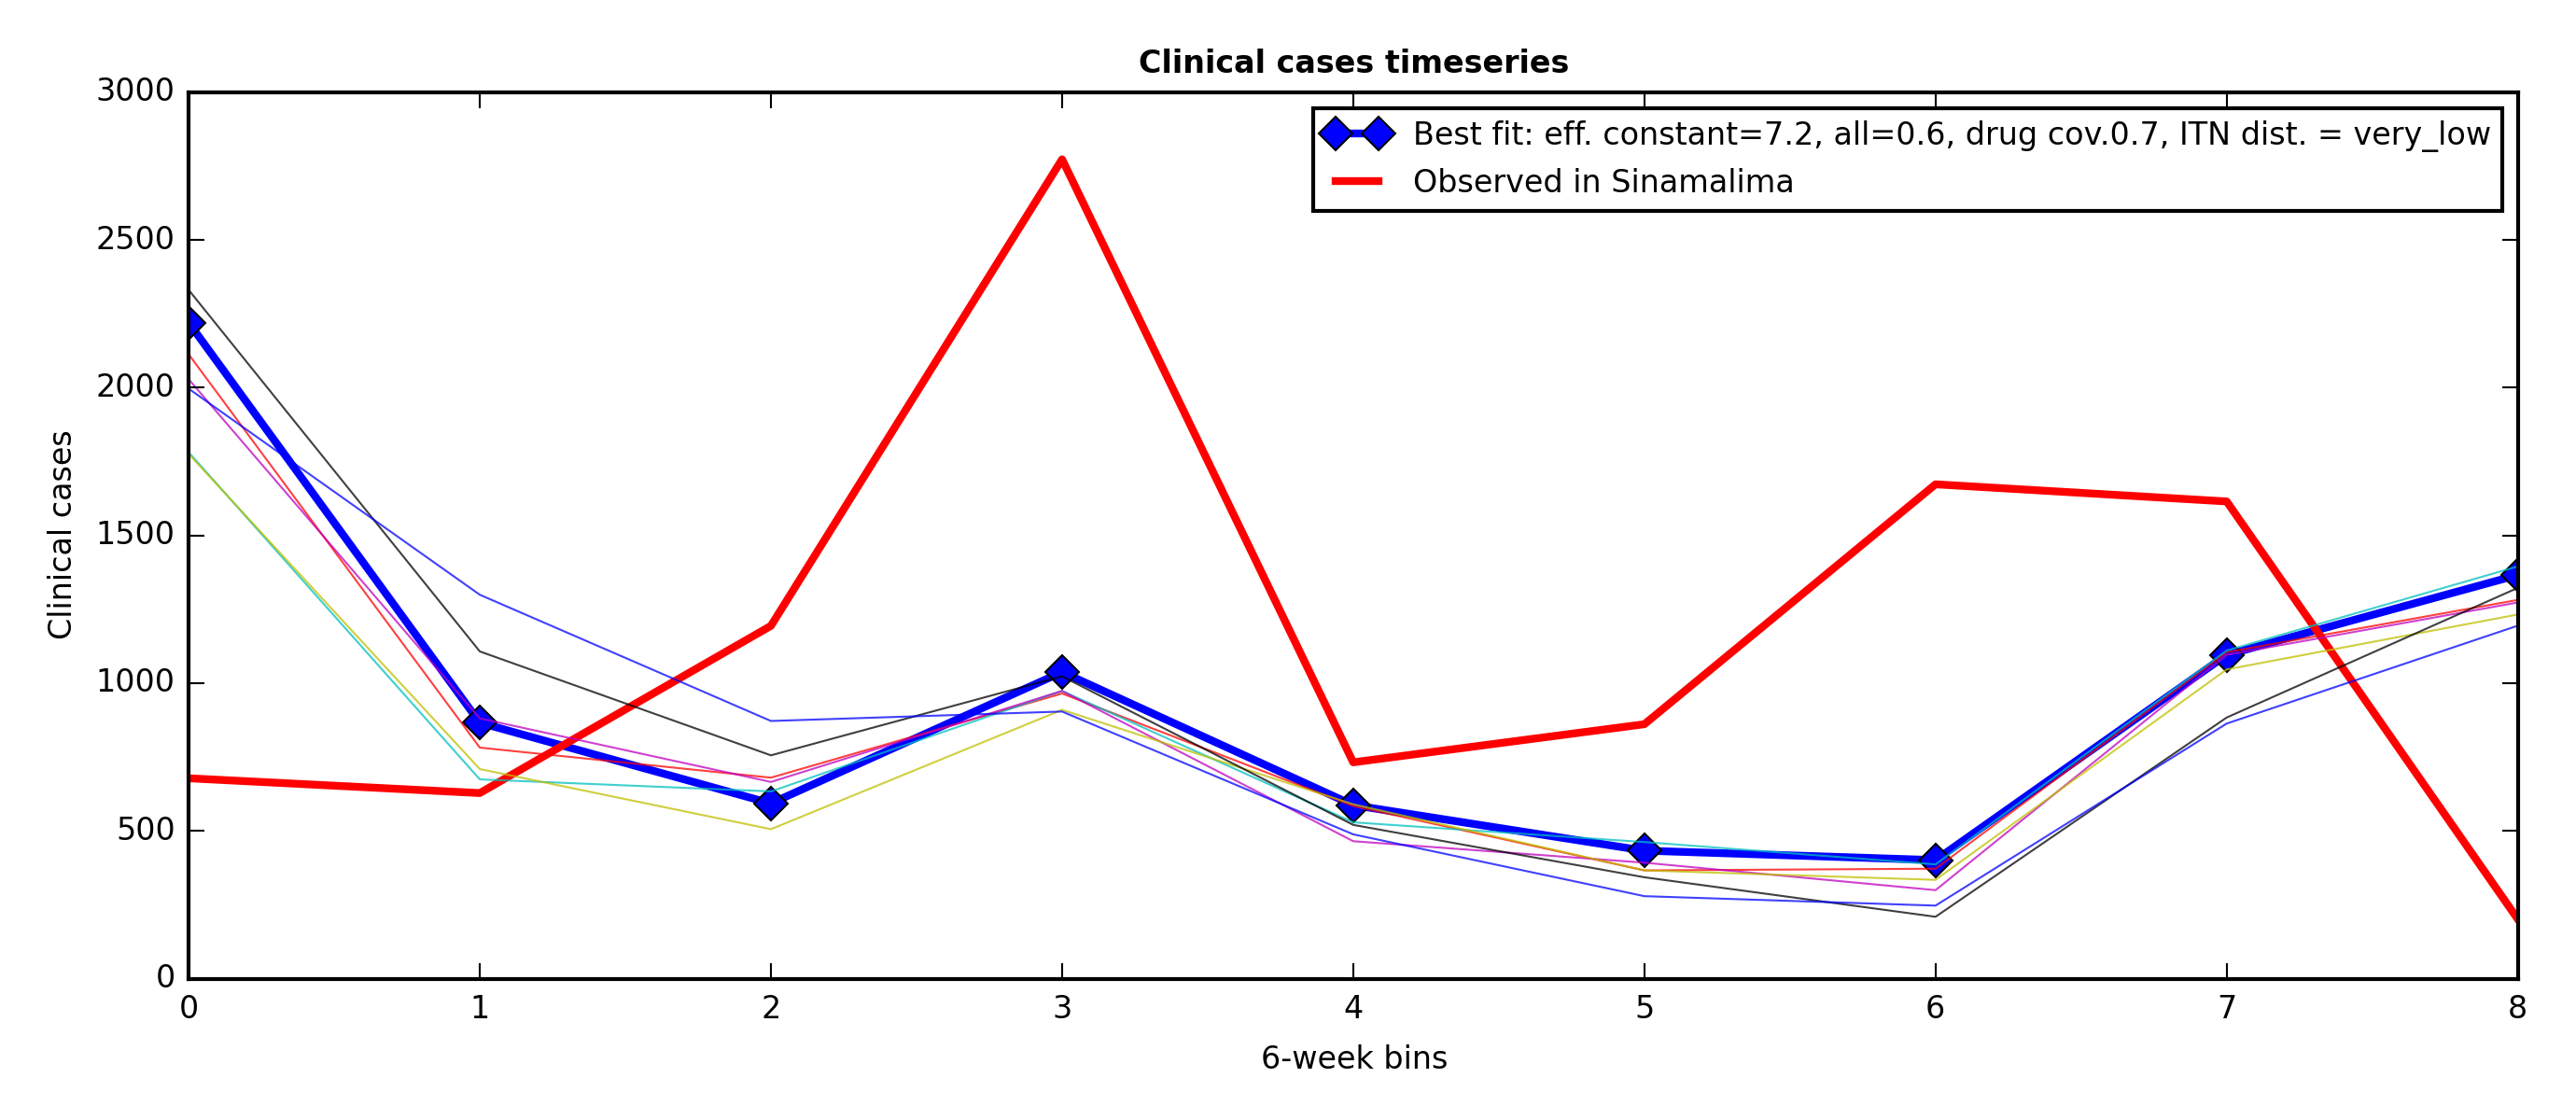 Clinical cases timeseries
3000
2500
2000
1500
1000
500
0
Clinical cases
Best fit: eff. constant=7.2, all=0.6, drug cov.0.7, ITN dist. = very_low
Observed in Sinamalima
0 1 2 3 4 5 6 7 8
6-week bins